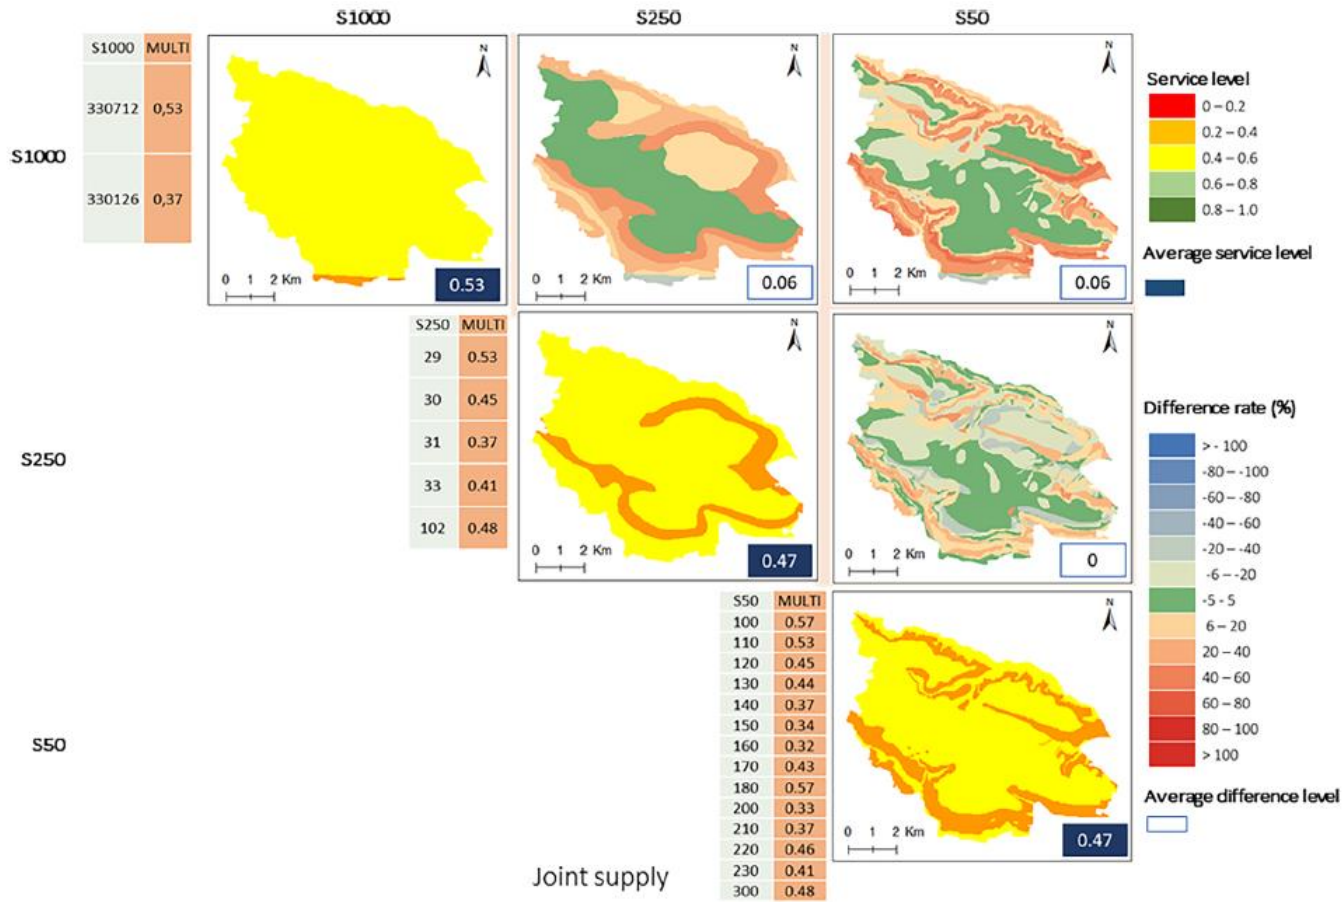 S1000 S250 S50
S1000 MULTI
330712 0,53
330126 0,37
S1000
N
0 1 2 Km
0.53
N
0 1 2 Km
0.06
N
0 1 2 Km
0.06
Service level
0 – 0.2
0.2 – 0.4
0.4 – 0.6
0.6 – 0.8
0.8 – 1.0
Average service level
S250 MULTI
29 0.53
30 0.45
31 0.37
33 0.41
102 0.48
S250
N
0 1 2 Km
0.47
N
0 1 2 Km
0
Difference rate (%)
> - 100
-80 – -100
-60 – -80
-40 – -60
-20 – -40
-6 – -20
-5 - 5
6 – 20
20 – 40
40 – 60
60 – 80
80 – 100
> 100
Average difference level
S50 MULTI
100 0.57
110 0.53
120 0.45
130 0.44
140 0.37
150 0.34
160 0.32
170 0.43
180 0.57
200 0.33
210 0.37
220 0.46
230 0.41
300 0.48
S50
N
0 1 2 Km
0.47
Joint supply